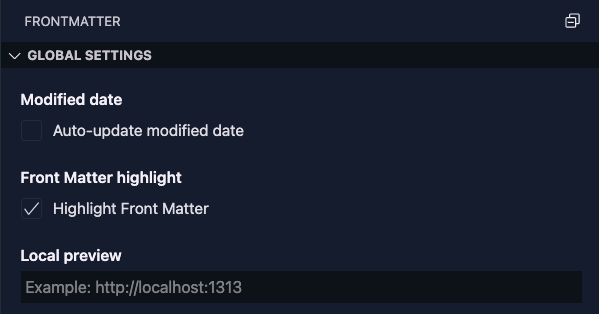 FRONTMATTER
GLOBAL SETTINGS
Modified date
Auto-update modified date
Front Matter highlight
Highlight Front Matter
Local preview
Example: http://localhost:1313